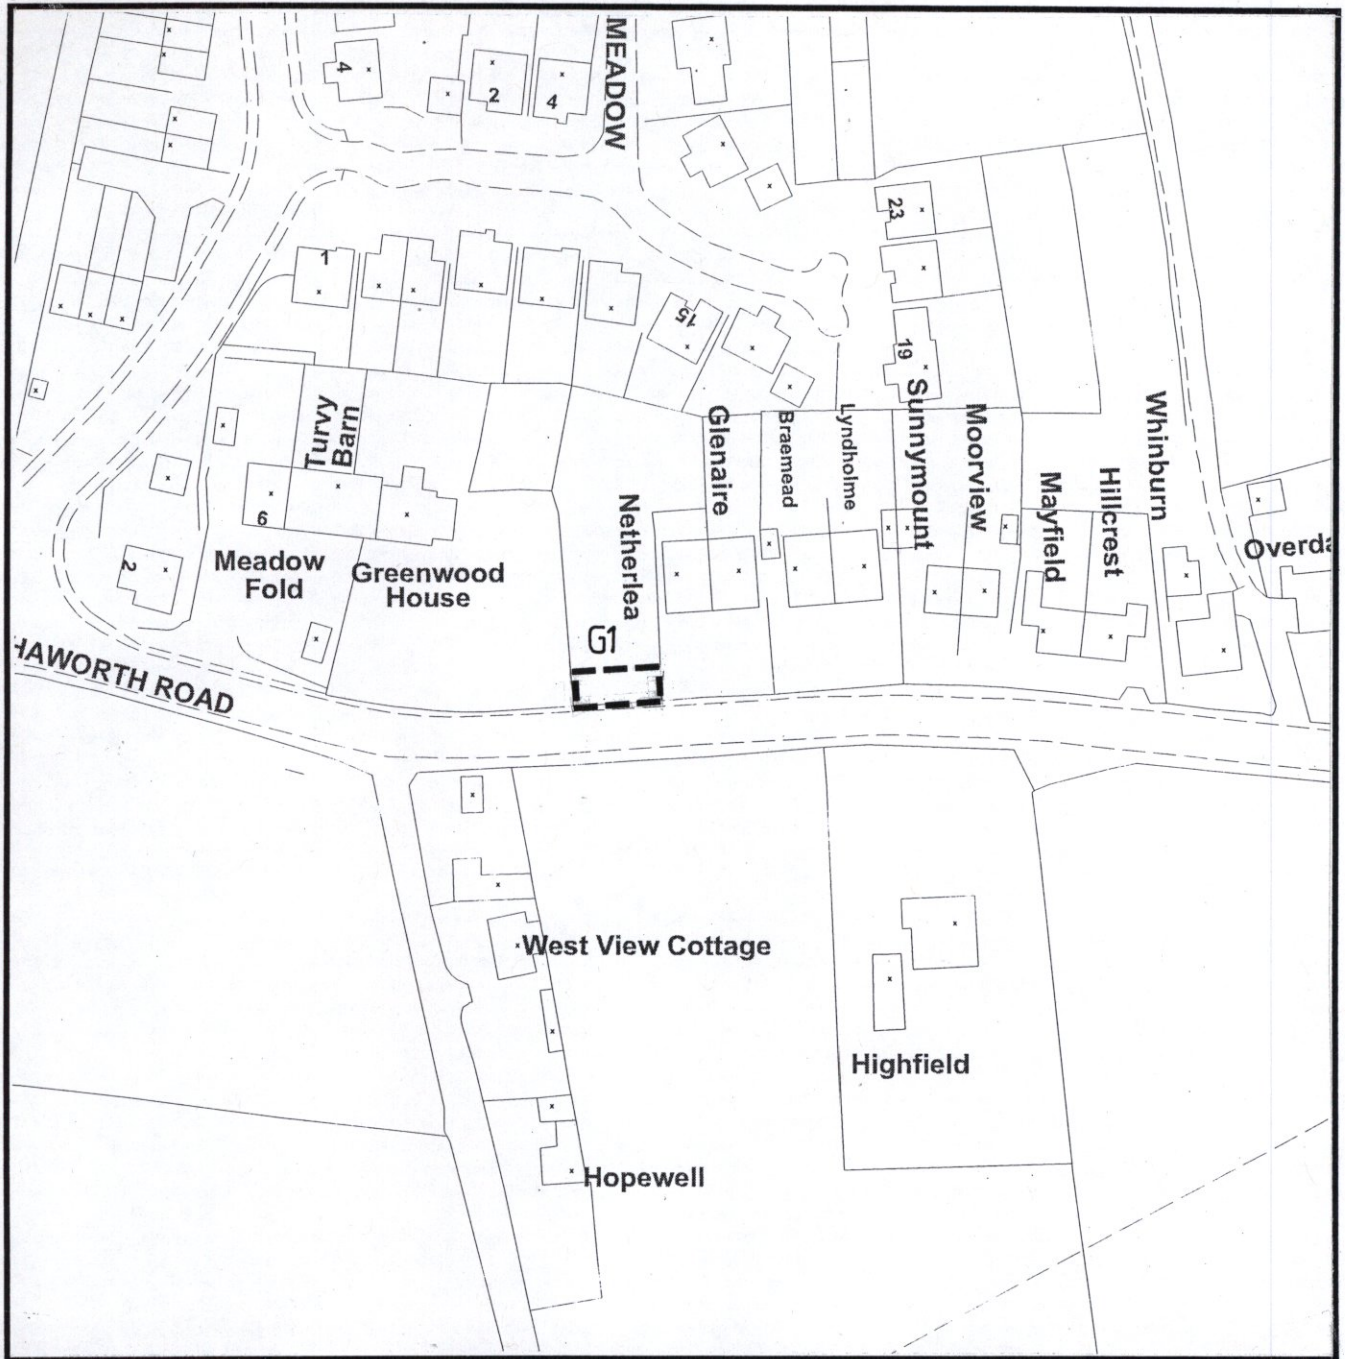 MEADOW
4
2
4
23
1
15
19
Turvy
Barn
6
Meadow
Fold
Greenwood
House
2
Netherlea
Glenaire
Braemead
Lyndholme
Sunnymount
Moorview
Mayfield
Hillcrest
Whinburn
G1
HAWORTH ROAD
West View Cottage
Highfield
Hopewell